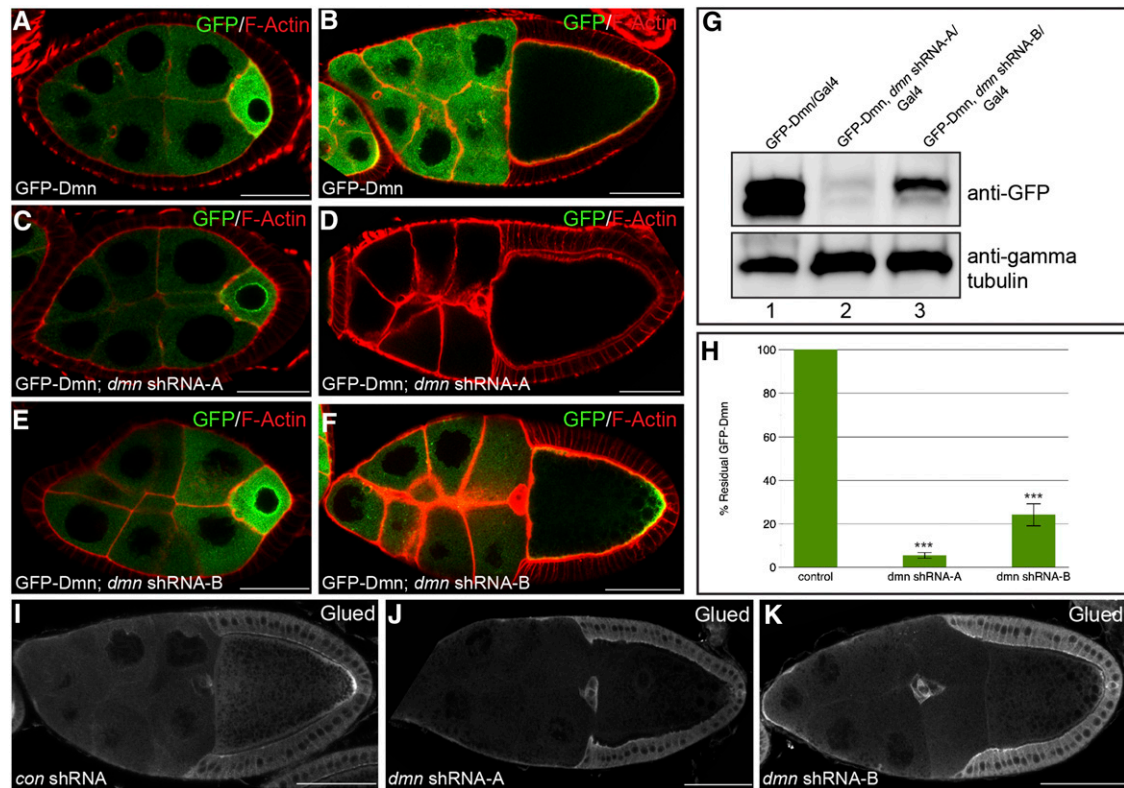 A
GFP/F-Actin
GFP-Dmn
B
GFP/F-Actin
GFP-Dmn
C
GFP/F-Actin
GFP-Dmn; dmn shRNA-A
D
GFP/F-Actin
GFP-Dmn; dmn shRNA-A
E
GFP/F-Actin
GFP-Dmn; dmn shRNA-B
F
GFP/F-Actin
GFP-Dmn; dmn shRNA-B
G
GFP-Dmn/Gal4
GFP-Dmn, dmn shRNA-A/
Gal4
GFP-Dmn, dmn shRNA-B/
Gal4
anti-GFP
anti-gamma
tubulin
1 2 3
H
% Residual GFP-Dmn
100
80
60
40
20
0
***
***
control dmn shRNA-A dmn shRNA-B
I
Glued
con shRNA
J
Glued
dmn shRNA-A
K
Glued
dmn shRNA-B